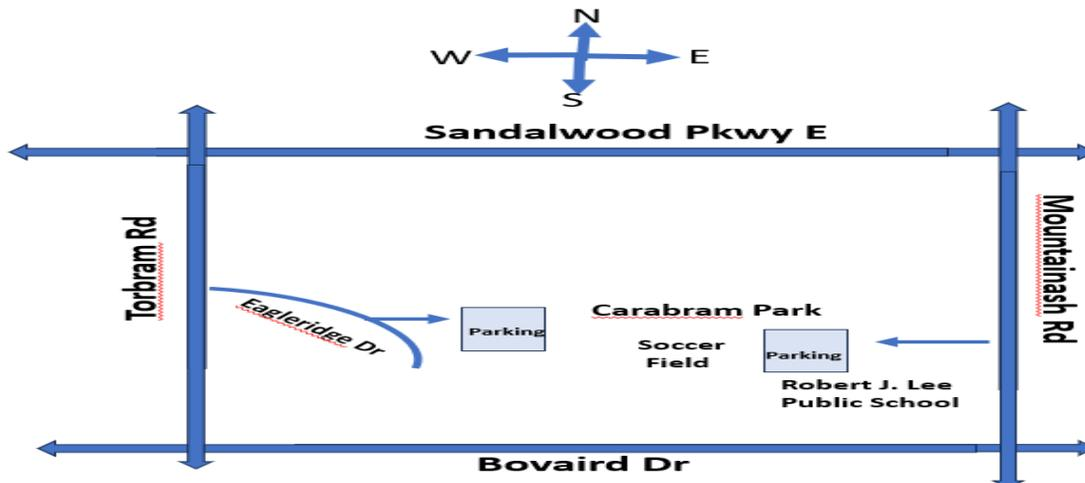 N
W
E
S
Sandalwood Pkwy E
Torbram Rd
Mountainash Rd
Eagleridge Dr
Parking
Carabram Park
Soccer
Field
Parking
Robert J. Lee
Public School
Bovaird Dr